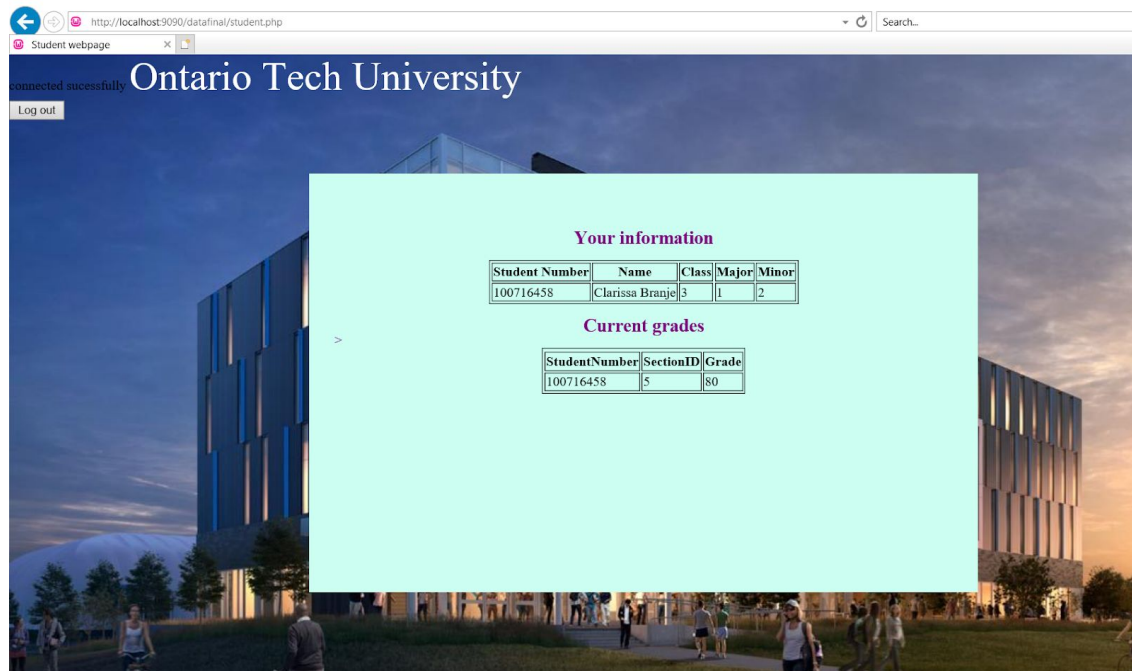 http://localhost:9090/datafinal/student.php
Search...
Student webpage
connected sucessfully Ontario Tech University
Log out
Your information
Student Number Name Class Major Minor
100716458 Clarissa Branje 3 1 2
Current grades
>
StudentNumber SectionID Grade
100716458 5 80